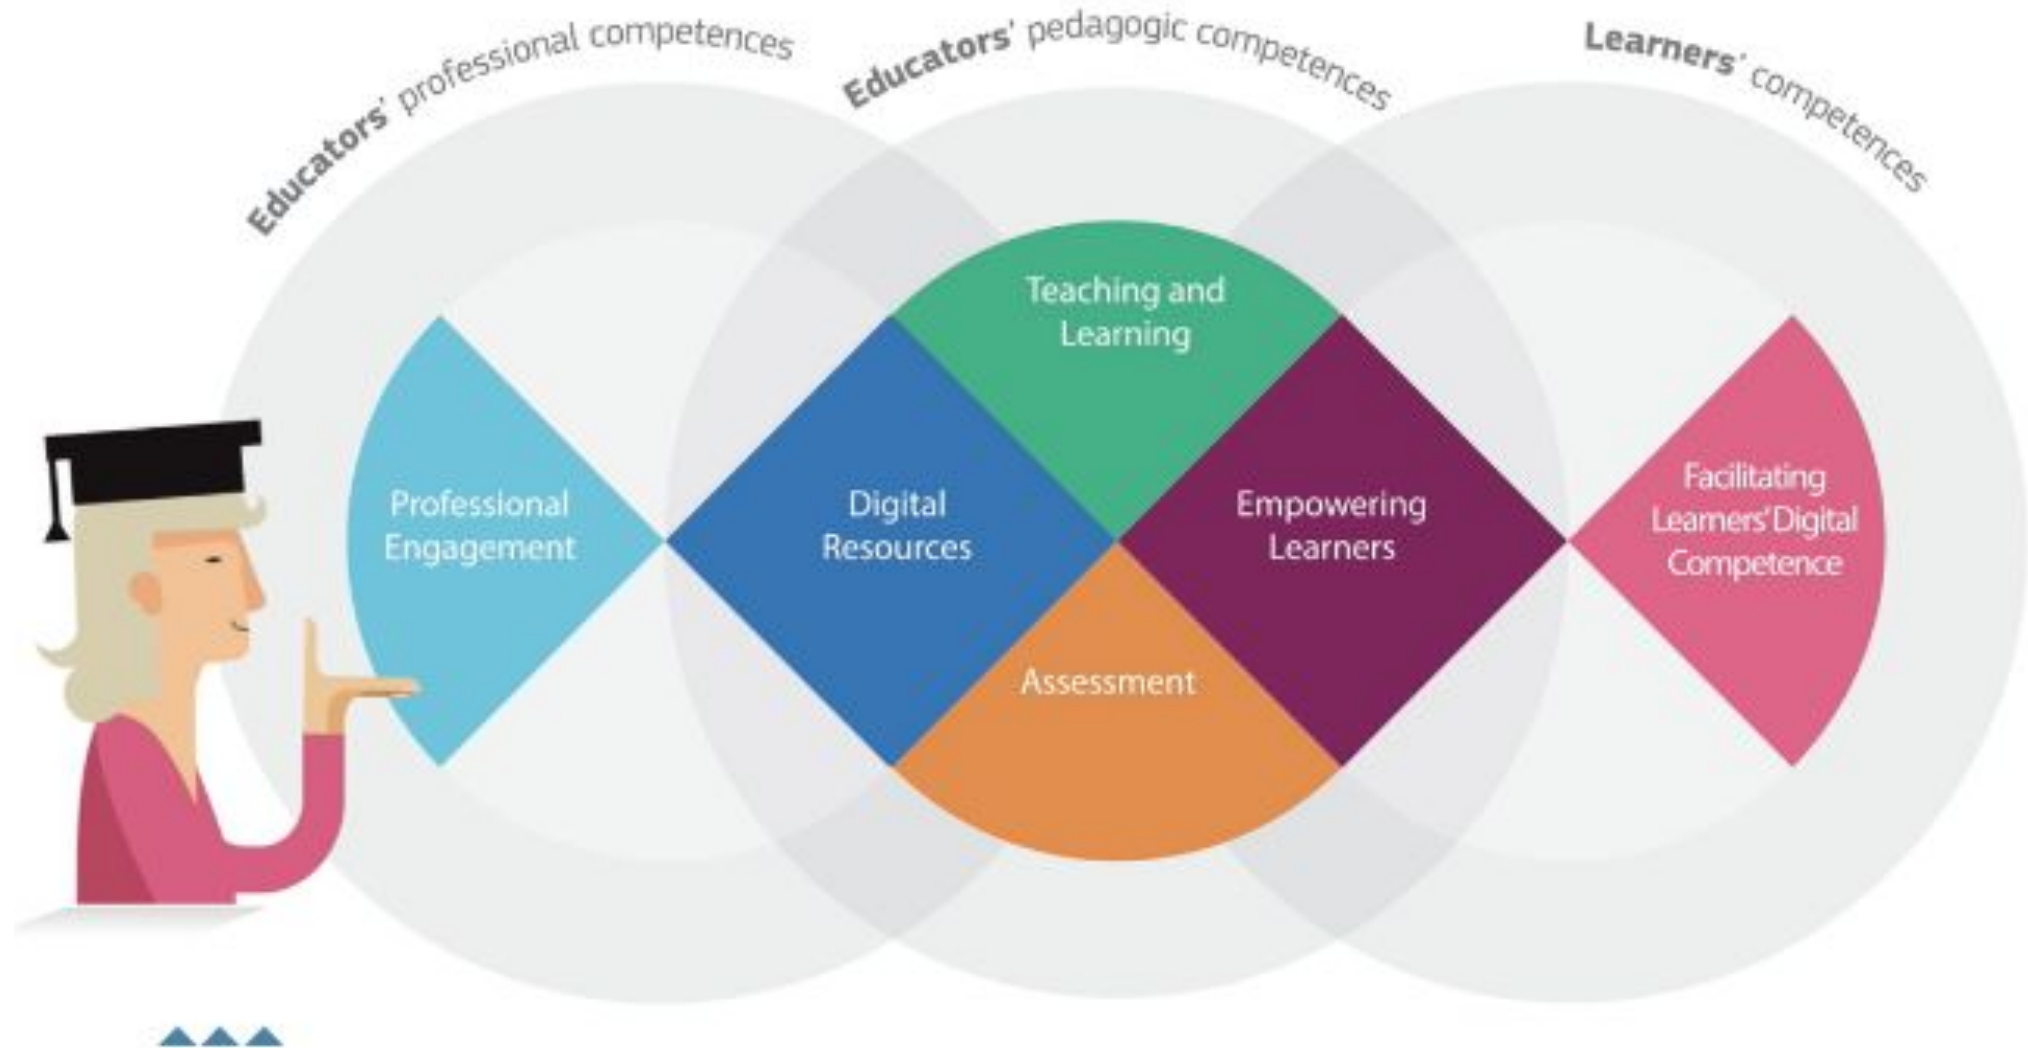 Educators' professional competences
Educators' pedagogic competences
Learners' competences
Teaching and
Learning
Professional
Engagement
Digital
Resources
Empowering
Learners
Facilitating
Learners' Digital
Competence
Assessment